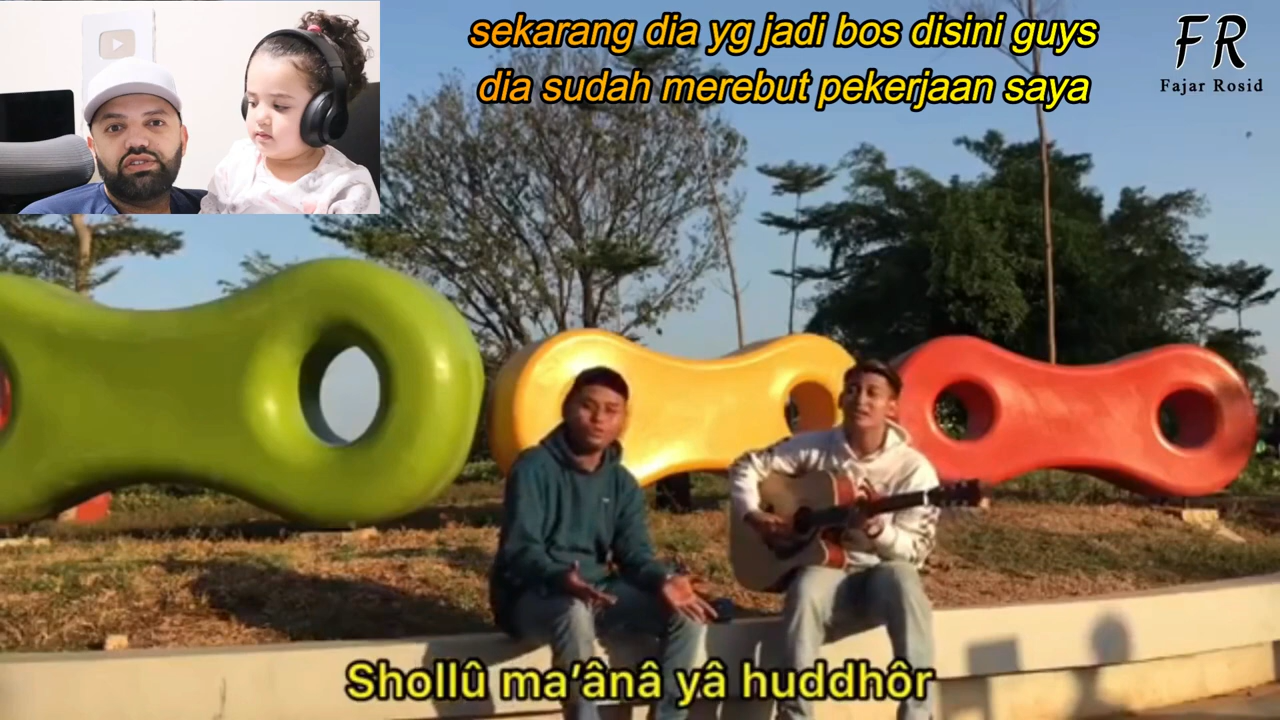 sekarang dia yg jadi bos disini guys
dia sudah merebut pekerjaan saya
FR
Fajar Rosid
Shollû ma’ânâ yâ huddhôr